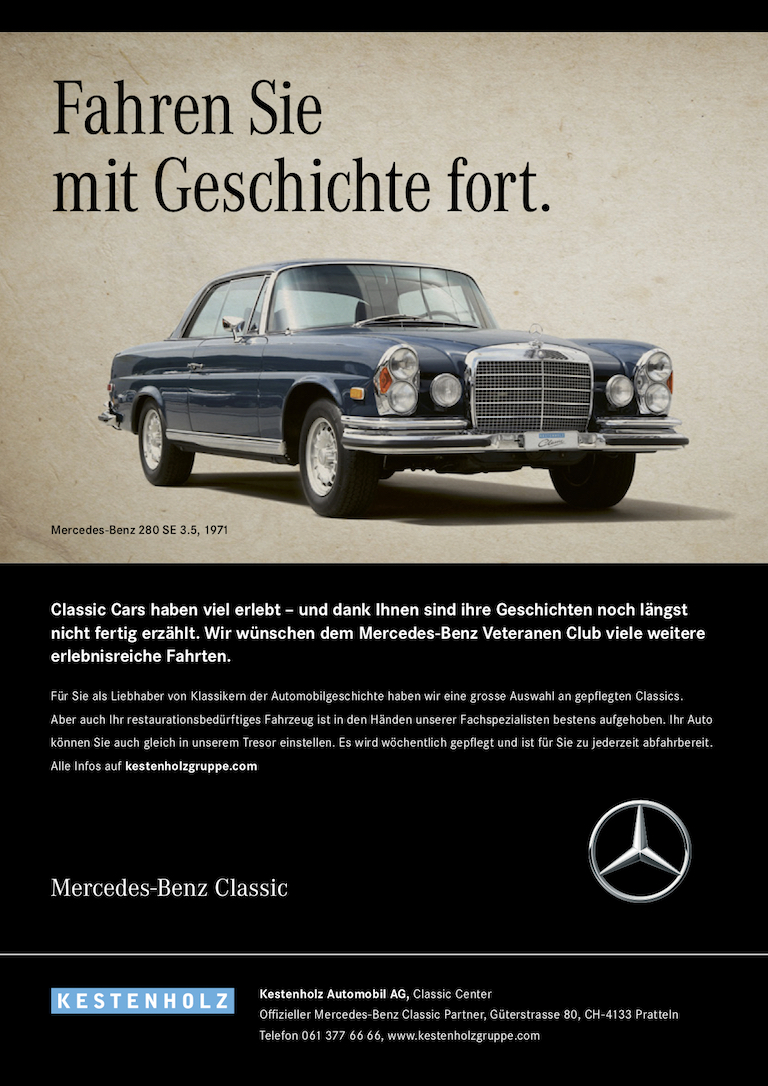 Fahren Sie
mit Geschichte fort.
KESTENHOLZ
Classic
Mercedes-Benz 280 SE 3.5, 1971
Classic Cars haben viel erlebt – und dank Ihnen sind ihre Geschichten noch längst
nicht fertig erzählt. Wir wünschen dem Mercedes-Benz Veteranen Club viele weitere
erlebnisreiche Fahrten.
Für Sie als Liebhaber von Klassikern der Automobilgeschichte haben wir eine grosse Auswahl an gepflegten Classics.
Aber auch Ihr restaurationsbedürftiges Fahrzeug ist in den Händen unserer Fachspezialisten bestens aufgehoben. Ihr Auto
können Sie auch gleich in unserem Tresor einstellen. Es wird wöchentlich gepflegt und ist für Sie zu jederzeit abfahrbereit.
Alle Infos auf kestenholzgruppe.com
Mercedes-Benz Classic
KESTENHOLZ
Kestenholz Automobil AG, Classic Center
Offizieller Mercedes-Benz Classic Partner, Güterstrasse 80, CH-4133 Pratteln
Telefon 061 377 66 66, www.kestenholzgruppe.com